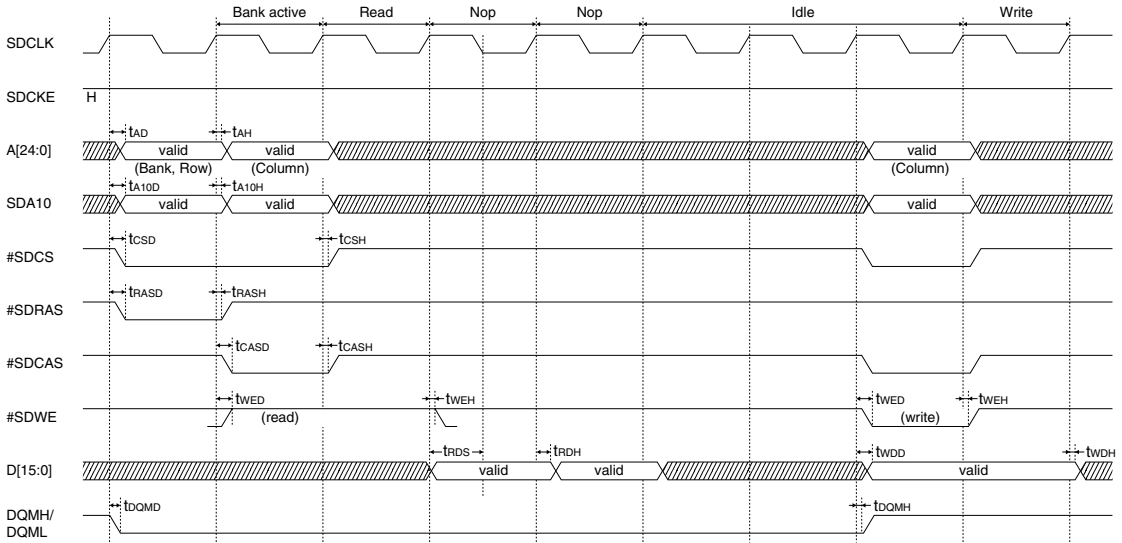 Bank active Read Nop Nop Idle Write
SDCLK
SDCKE H
tAD tAH
A[24:0] valid valid valid
(Bank, Row) (Column) (Column)
tA10D tA10H
SDA10 valid valid valid
tCSD tCSH
#SDCS
tRASD tRASH
#SDRAS
tCASD tCASH
#SDCAS
tWED tWEH tWED tWEH
#SDWE (read) (write)
tRDS tRDH tWDD tWDH
D[15:0] valid valid valid
tDQMD tDQMH
DQMH/
DQML